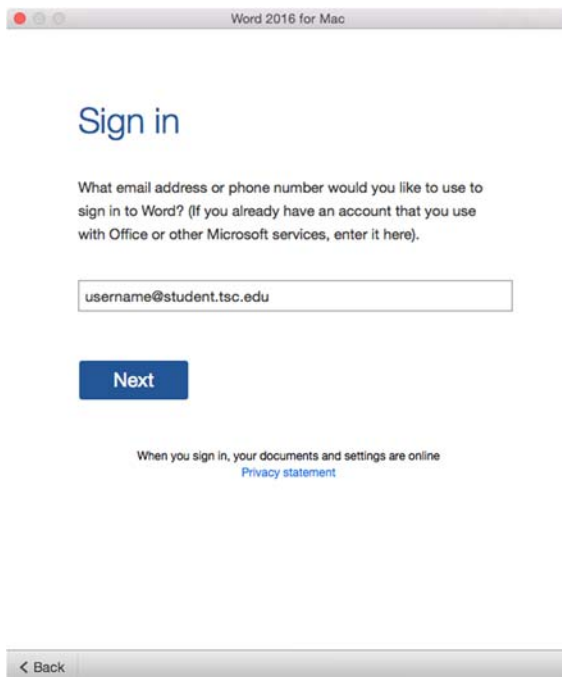 Word 2016 for Mac
Sign in
What email address or phone number would you like to use to
sign in to Word? (If you already have an account that you use
with Office or other Microsoft services, enter it here).
username@student.tsc.edu
Next
When you sign in, your documents and settings are online
Privacy statement
< Back